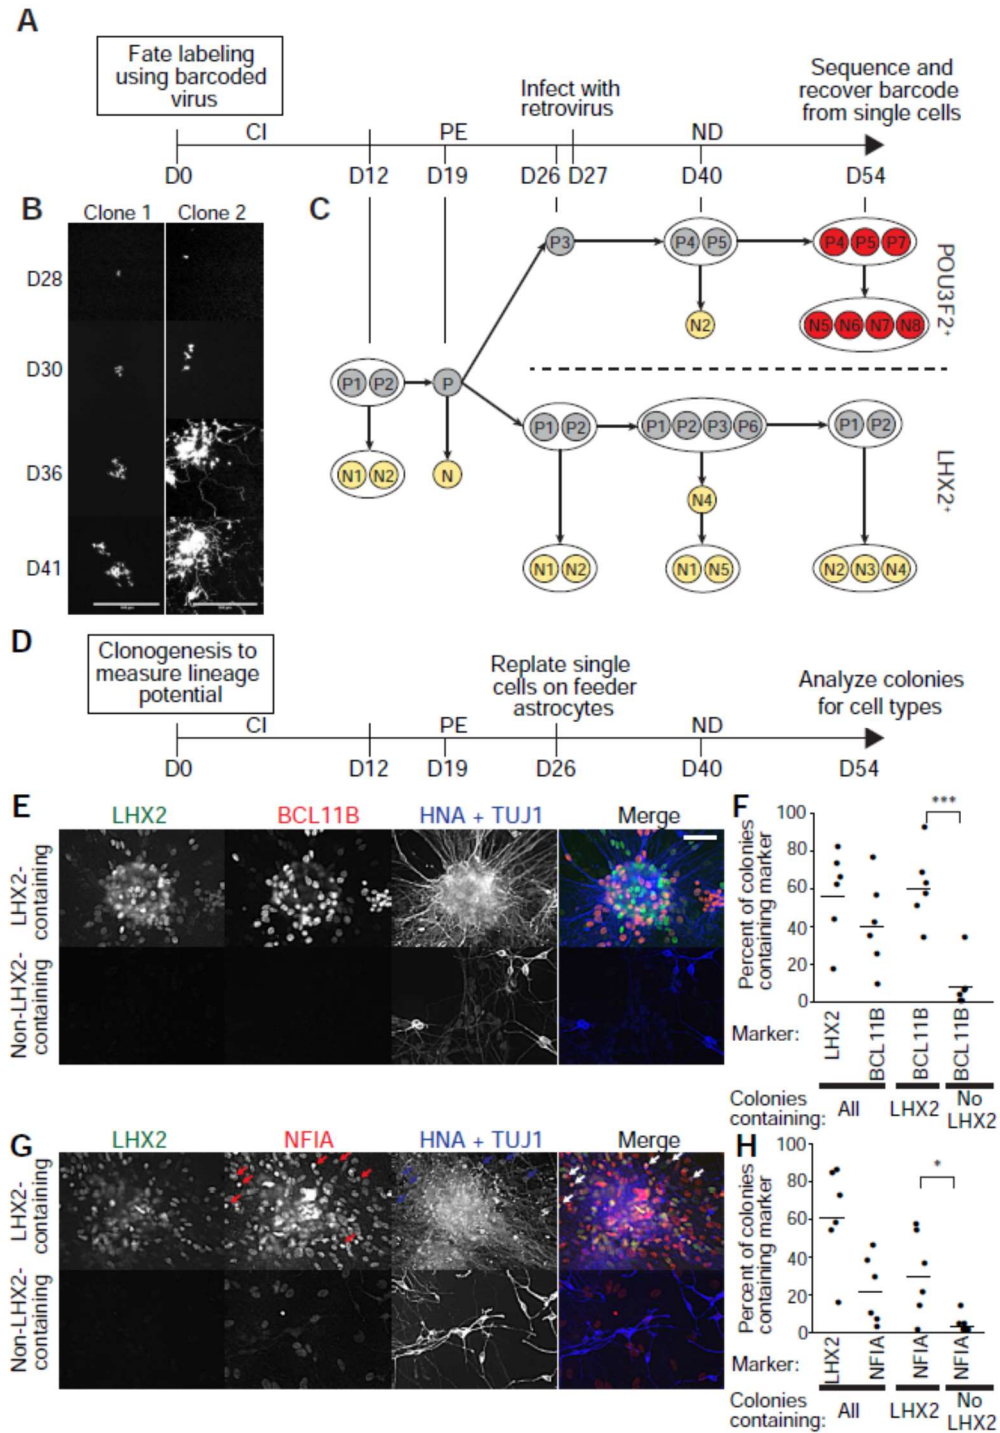 A
Fate labeling
using barcoded
virus
Infect with
retrovirus
Sequence and
recover barcode
from single cells
CI
PE
ND
D0
D12
D19
D26
D27
D40
D54
B
Clone 1
Clone 2
D28
D30
D36
D41
C
P3
P4 P5
P4 P5 P7
N2
N5 N6 N7 N8
POU3F2+
P1 P2
P
N1 N2
N
P1 P2
P1 P2 P3 P6
P1 P2
N4
N1 N2
N1 N5
N2 N3 N4
LHX2+
D
Clonogenesis to
measure lineage
potential
Replate single
cells on feeder
astrocytes
Analyze colonies
for cell types
CI
PE
ND
D0
D12
D19
D26
D40
D54
E
LHX2
BCL11B
HNA + TUJ1
Merge
LHX2-
containing
Non-LHX2-
containing
F
***
Percent of colonies
containing marker
100
80
60
40
20
0
Marker:
LHX2
BCL11B
BCL11B
BCL11B
Colonies
containing:
All
LHX2
No
LHX2
G
LHX2
NFIA
HNA + TUJ1
Merge
LHX2-
containing
Non-LHX2-
containing
H
*
Percent of colonies
containing marker
100
80
60
40
20
0
Marker:
LHX2
NFIA
NFIA
NFIA
Colonies
containing:
All
LHX2
No
LHX2